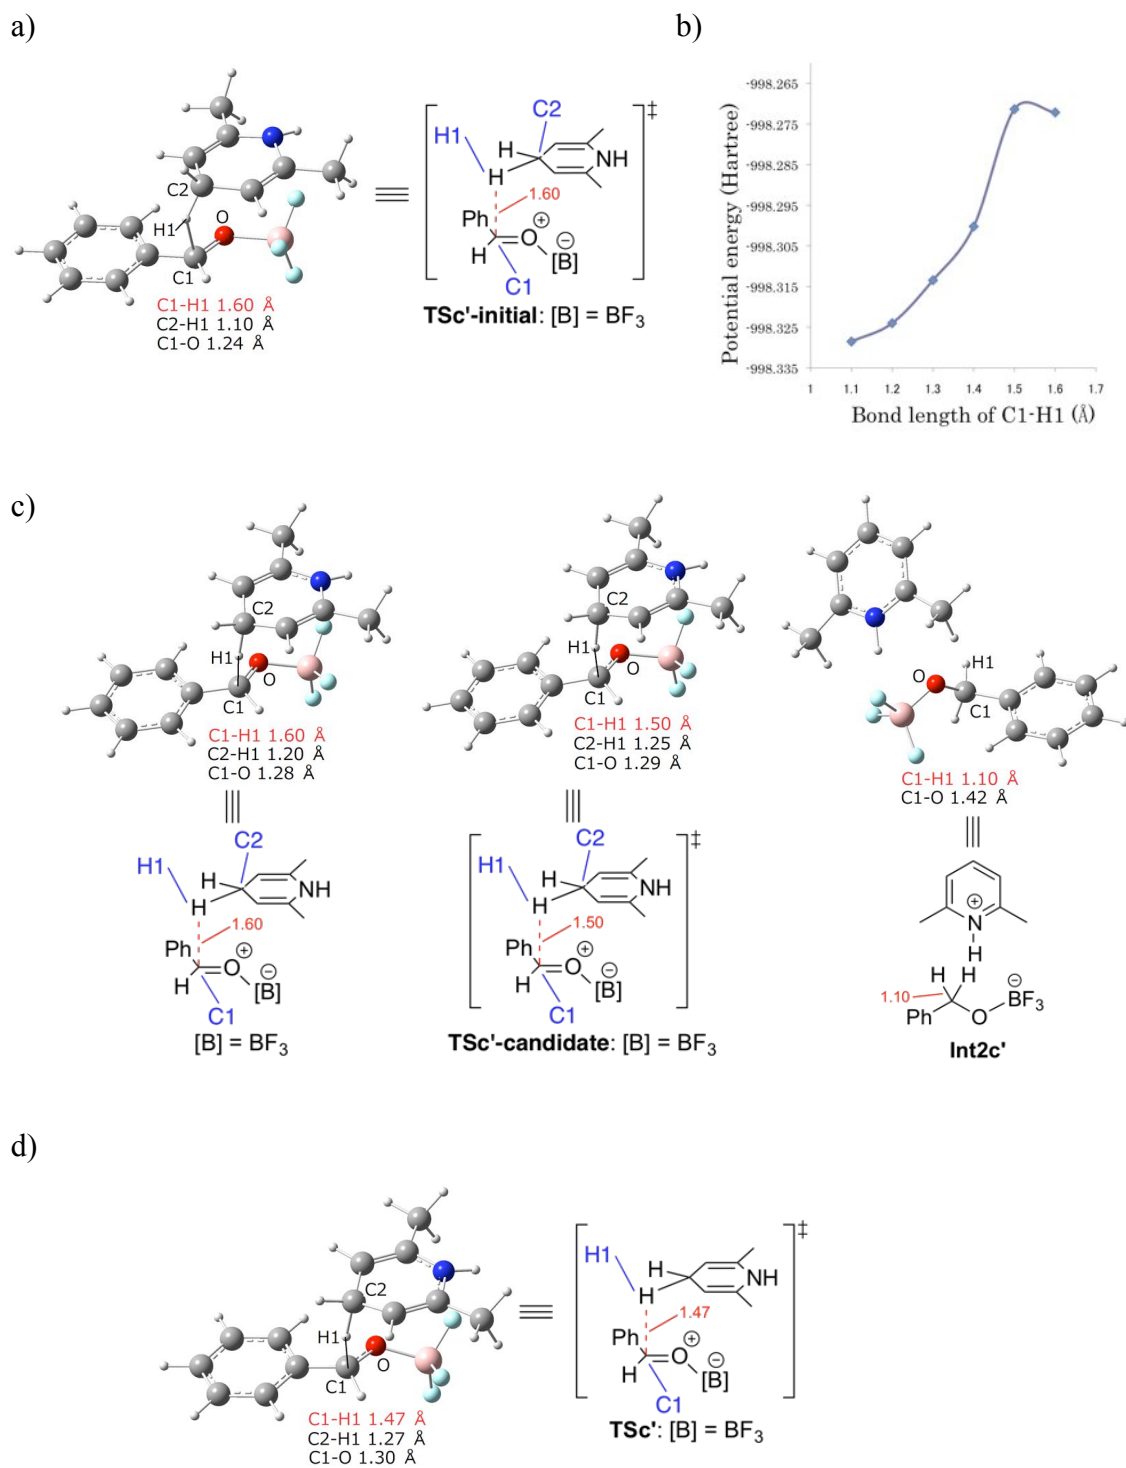 a)
C2
H1
O
C1
C1-H1 1.60 Å
C2-H1 1.10 Å
C1-O 1.24 Å
C2
H1
H
H
NH
1.60
Ph
H
O
⊕
⊖
[B]
C1
‡
TSc'-initial: [B] = BF3
b)
Potential energy (Hartree)
-998.265
-998.275
-998.285
-998.295
-998.305
-998.315
-998.325
-998.335
1 1.1 1.2 1.3 1.4 1.5 1.6 1.7
Bond length of C1-H1 (Å)
c)
C2
H1
O
C1
C1-H1 1.60 Å
C2-H1 1.20 Å
C1-O 1.28 Å
C2
H1
H
H
NH
1.60
Ph
H
O
⊕
⊖
[B]
C1
[B] = BF3
C2
H1
O
C1
C1-H1 1.50 Å
C2-H1 1.25 Å
C1-O 1.29 Å
C2
H1
H
H
NH
1.50
Ph
H
O
⊕
⊖
[B]
C1
‡
TSc'-candidate: [B] = BF3
H1
O
C1
C1-H1 1.10 Å
C1-O 1.42 Å
⊕
N
H
H H
1.10
⊖
BF3
Ph
O
Int2c'
d)
C2
H1
O
C1
C1-H1 1.47 Å
C2-H1 1.27 Å
C1-O 1.30 Å
H1
H
H
NH
1.47
Ph
H
O
⊕
⊖
[B]
C1
‡
TSc': [B] = BF3